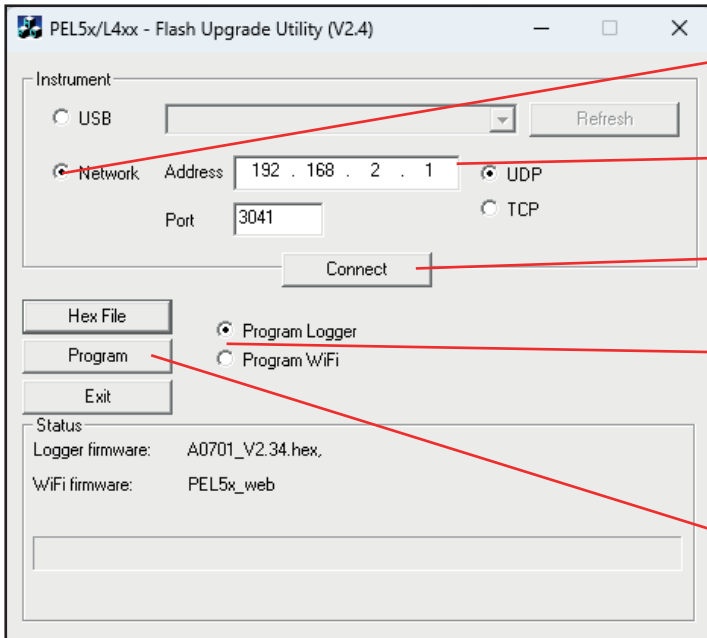 PEL5x/L4xx - Flash Upgrade Utility (V2.4)
Instrument
USB
Refresh
Network Address 192 . 168 . 2 . 1 UDP
Port 3041 TCP
Connect
Hex File
Program Logger
Program
Program WiFi
Exit
Status
Logger firmware: A0701_V2.34.hex,
WiFi firmware: PEL5x_web